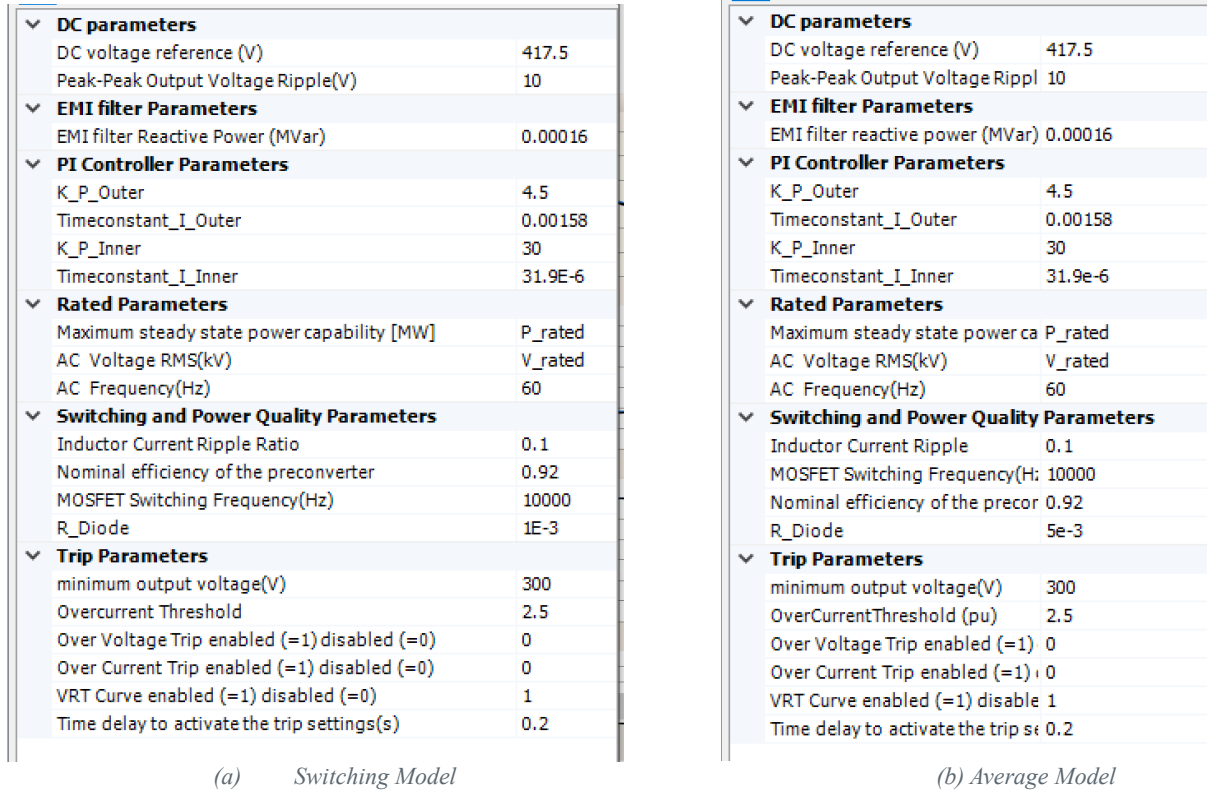 DC parameters
DC voltage reference (V) 417.5
Peak-Peak Output Voltage Ripple(V) 10
EMI filter Parameters
EMI filter Reactive Power (MVar) 0.00016
PI Controller Parameters
K_P_Outer 4.5
Timeconstant_I_Outer 0.00158
K_P_Inner 30
Timeconstant_I_Inner 31.9E-6
Rated Parameters
Maximum steady state power capability [MW] P_rated
AC Voltage RMS(kV) V_rated
AC Frequency(Hz) 60
Switching and Power Quality Parameters
Inductor Current Ripple Ratio 0.1
Nominal efficiency of the preconverter 0.92
MOSFET Switching Frequency(Hz) 10000
R_Diode 1E-3
Trip Parameters
minimum output voltage(V) 300
Overcurrent Threshold 2.5
Over Voltage Trip enabled (=1) disabled (=0) 0
Over Current Trip enabled (=1) disabled (=0) 0
VRT Curve enabled (=1) disabled (=0) 1
Time delay to activate the trip settings(s) 0.2
(a) Switching Model
DC parameters
DC voltage reference (V) 417.5
Peak-Peak Output Voltage Rippl 10
EMI filter Parameters
EMI filter reactive power (MVar) 0.00016
PI Controller Parameters
K_P_Outer 4.5
Timeconstant_I_Outer 0.00158
K_P_Inner 30
Timeconstant_I_Inner 31.9e-6
Rated Parameters
Maximum steady state power ca P_rated
AC Voltage RMS(kV) V_rated
AC Frequency(Hz) 60
Switching and Power Quality Parameters
Inductor Current Ripple 0.1
MOSFET Switching Frequency(H 10000
Nominal efficiency of the precor 0.92
R_Diode 5e-3
Trip Parameters
minimum output voltage(V) 300
OverCurrentThreshold (pu) 2.5
Over Voltage Trip enabled (=1) 0
Over Current Trip enabled (=1) 0
VRT Curve enabled (=1) disable 1
Time delay to activate the trip se 0.2
(b) Average Model